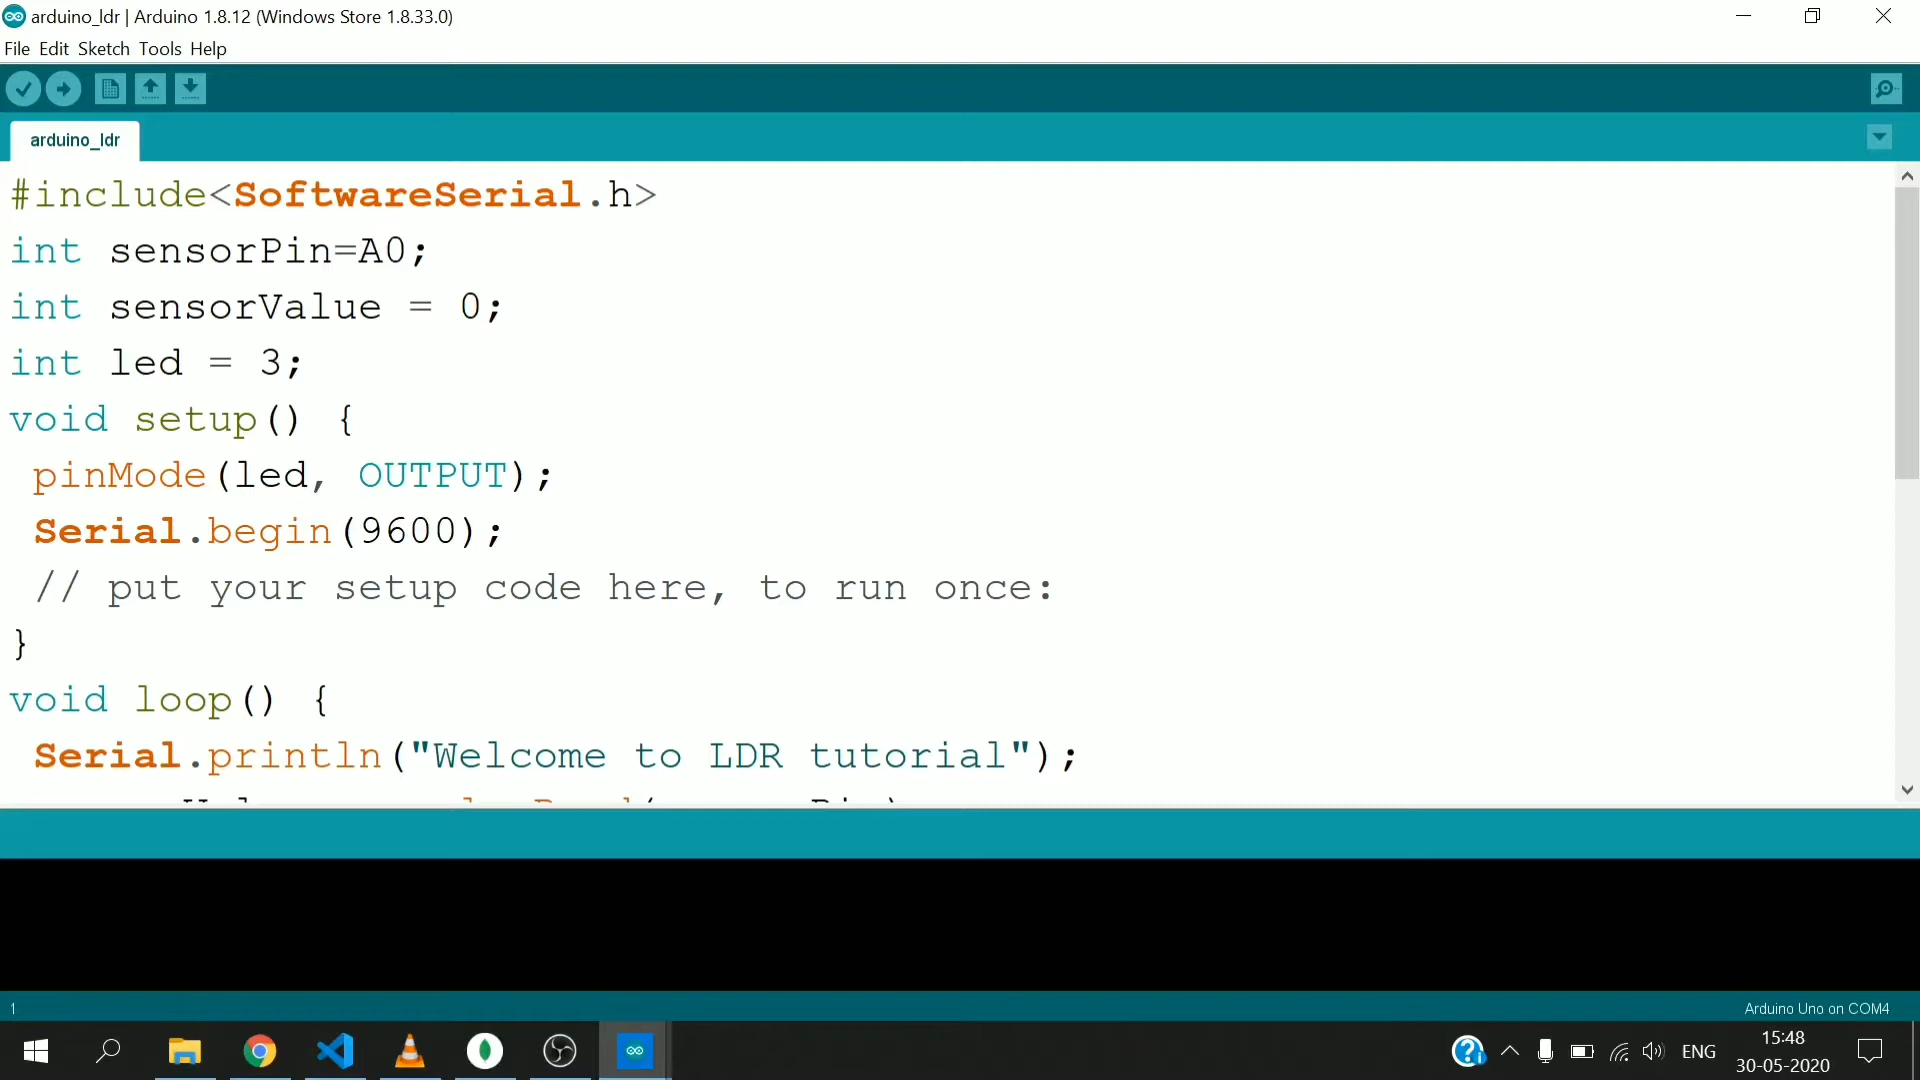 arduino_ldr | Arduino 1.8.12 (Windows Store 1.8.33.0)
File Edit Sketch Tools Help
arduino_ldr
#include<SoftwareSerial.h>
int sensorPin=A0;
int sensorValue = 0;
int led = 3;
void setup() {
pinMode(led, OUTPUT);
Serial.begin(9600);
// put your setup code here, to run once:
}
void loop() {
Serial.println("Welcome to LDR tutorial");
1
Arduino Uno on COM4
ENG
15:48
30-05-2020